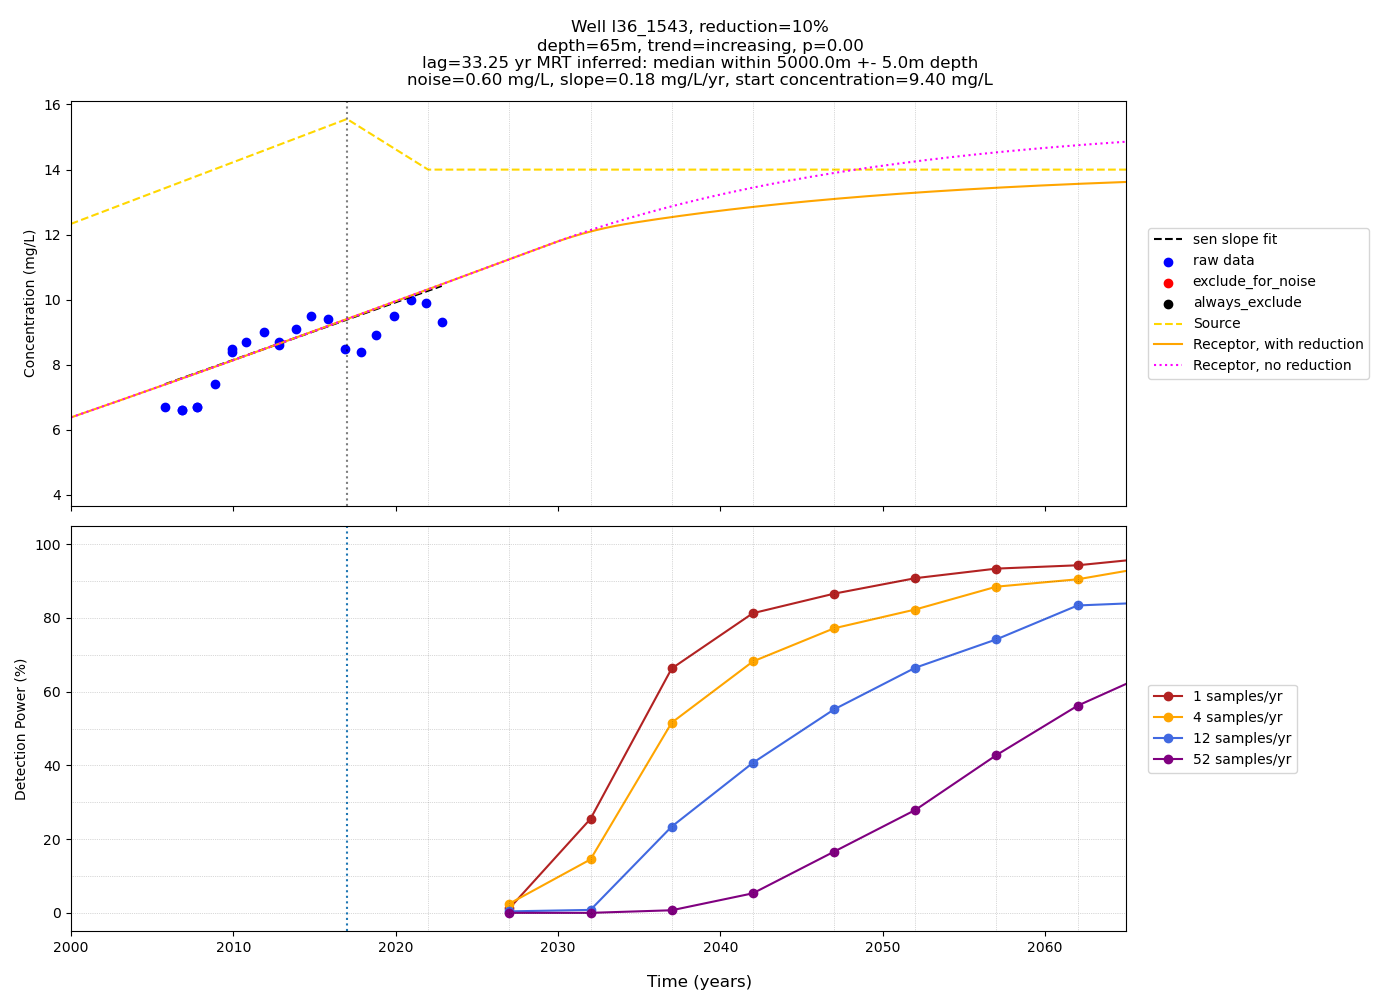 Well l36_1543, reduction=10%
depth=65m, trend=increasing, p=0.00
lag=33.25 yr MRT inferred: median within 5000.0m +- 5.0m depth
noise=0.60 mg/L, slope=0.18 mg/L/yr, start concentration=9.40 mg/L
16
14
12
10
8
6
4
Concentration (mg/L)
sen slope fit
raw data
exclude_for_noise
always_exclude
Source
Receptor, with reduction
Receptor, no reduction
100
80
60
40
20
0
Detection Power (%)
1 samples/yr
4 samples/yr
12 samples/yr
52 samples/yr
2000 2010 2020 2030 2040 2050 2060
Time (years)